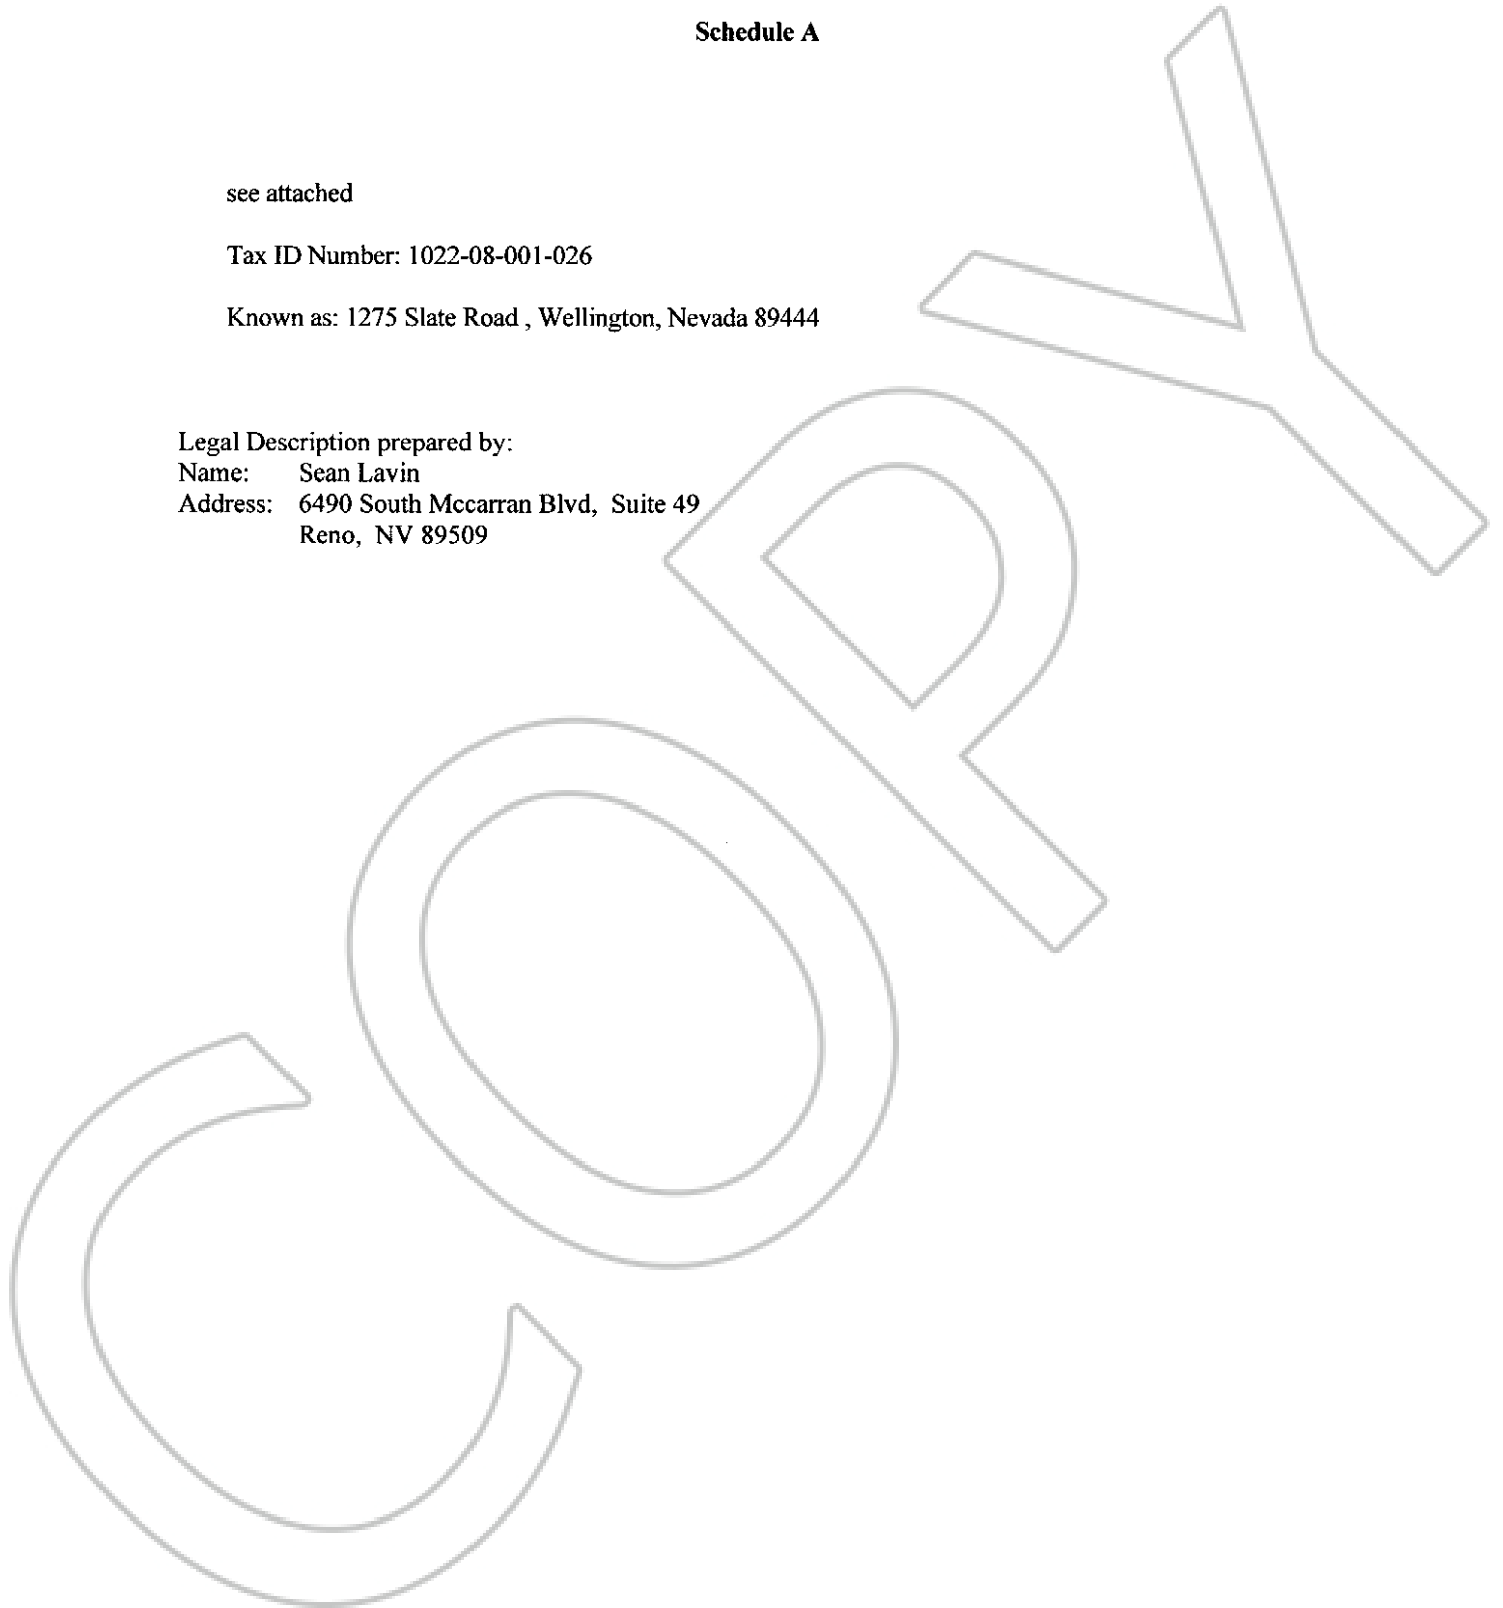 Schedule A
see attached
Tax ID Number: 1022-08-001-026
Known as: 1275 Slate Road , Wellington, Nevada 89444
Legal Description prepared by:
Name: Sean Lavin
Address: 6490 South Mccarran Blvd, Suite 49
Reno, NV 89509
COPY